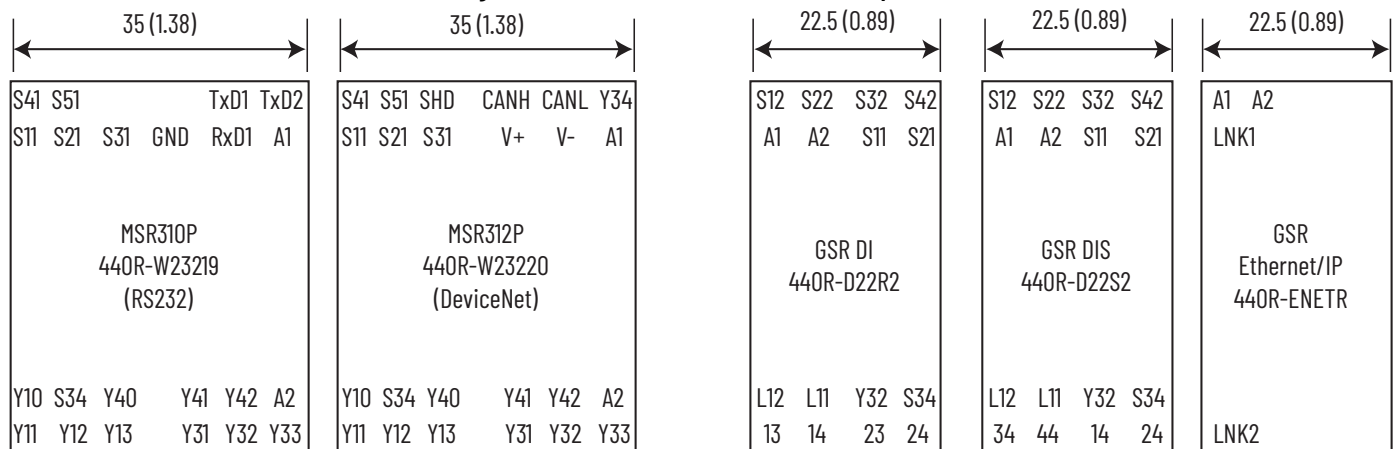 35 (1.38) 35 (1.38) 22.5 (0.89) 22.5 (0.89) 22.5 (0.89)
S41 S51 TxD1 TxD2
S11 S21 S31 GND RxD1 A1
MSR310P
440R-W23219
(RS232)
Y10 S34 Y40 Y41 Y42 A2
Y11 Y12 Y13 Y31 Y32 Y33
S41 S51 SHD CANH CANL Y34
S11 S21 S31 V+ V- A1
MSR312P
440R-W23220
(DeviceNet)
Y10 S34 Y40 Y41 Y42 A2
Y11 Y12 Y13 Y31 Y32 Y33
S12 S22 S32 S42
A1 A2 S11 S21
GSR DI
440R-D22R2
L12 L11 Y32 S34
13 14 23 24
S12 S22 S32 S42
A1 A2 S11 S21
GSR DIS
440R-D22S2
L12 L11 Y32 S34
34 44 14 24
A1 A2
LNK1
GSR
Ethernet/IP
440R-ENETR
LNK2